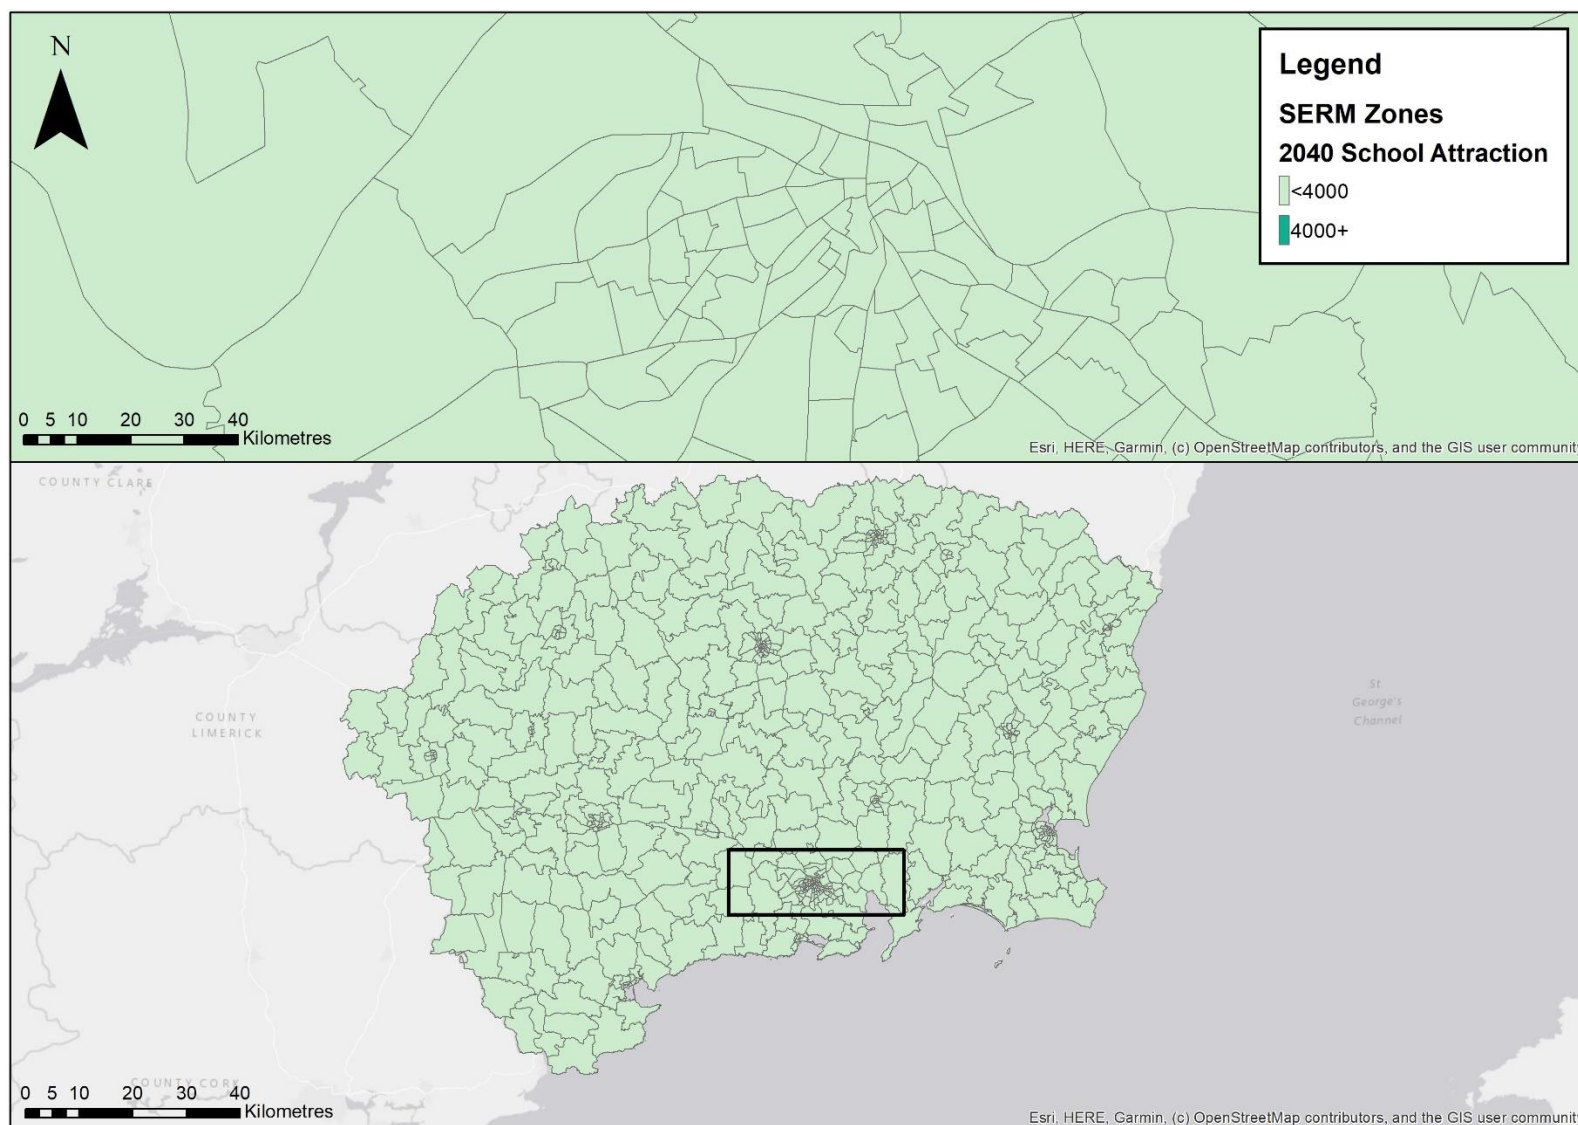 N
Legend
SERM Zones
2040 School Attraction
<4000
4000+
0 5 10 20 30 40
Kilometres
Esri, HERE, Garmin, (c) OpenStreetMap contributors, and the GIS user community
COUNTY CLARE
COUNTY
LIMERICK
St
George's
Channel
COUNTY CORK
0 5 10 20 30 40
Kilometres
Esri, HERE, Garmin, (c) OpenStreetMap contributors, and the GIS user community